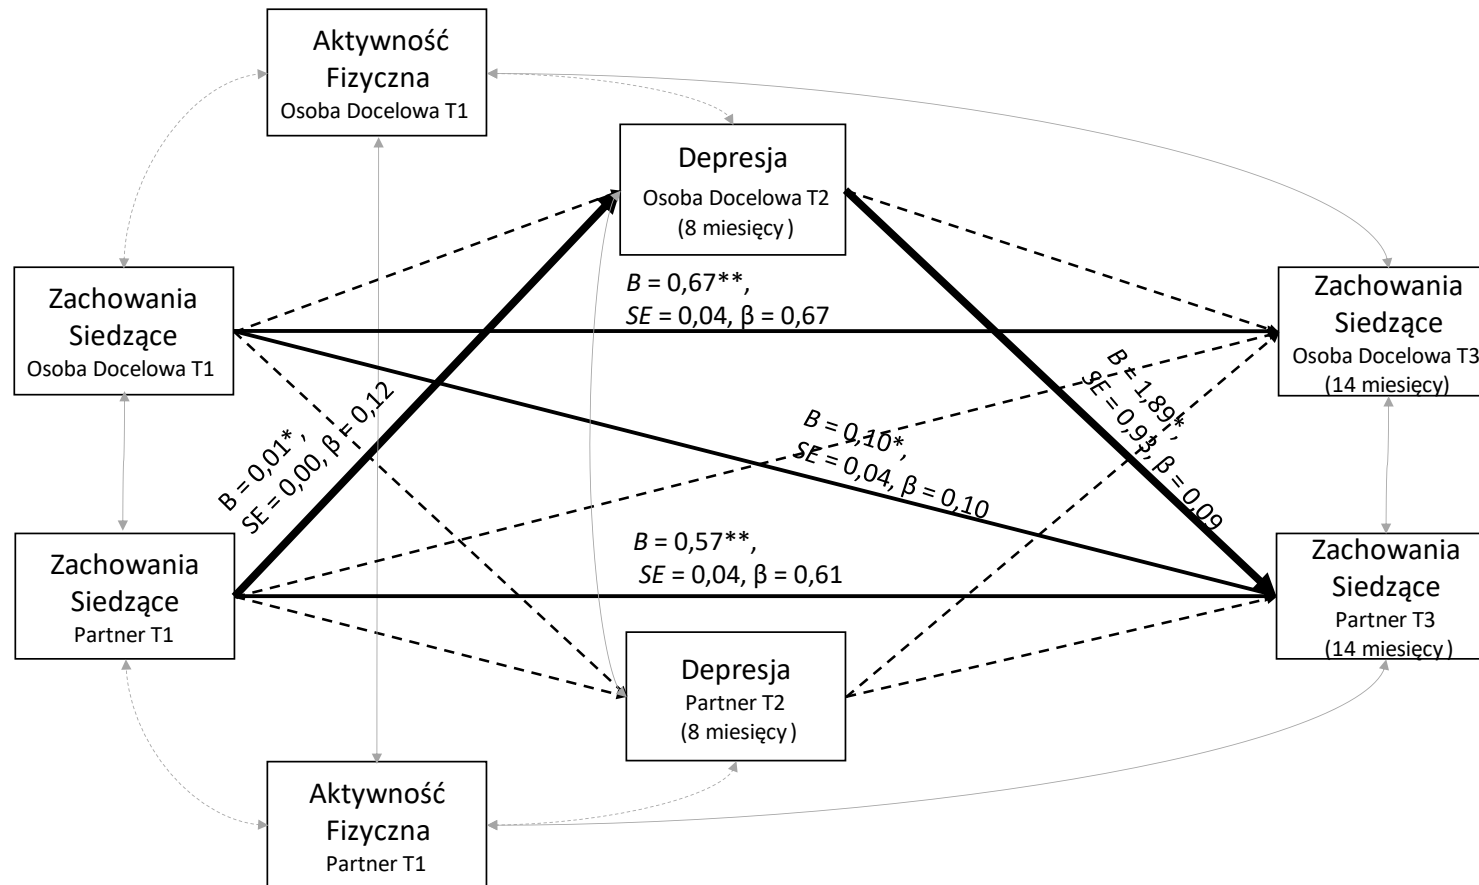 Aktywność
Fizyczna
Osoba Docelowa T1
Depresja
Osoba Docelowa T2
(8 miesięcy)
Zachowania
Siedzące
Osoba Docelowa T1
B = 0,67**,
SE = 0,04, β = 0,67
Zachowania
Siedzące
Osoba Docelowa T3
(14 miesięcy)
B = 0,01*,
SE = 0,00, β = 0,12
B = 0,10*,
SE = 0,04, β = 0,10
B = 1,89*,
SE = 0,93, β = 0,09
Zachowania
Siedzące
Partner T1
B = 0,57**,
SE = 0,04, β = 0,61
Zachowania
Siedzące
Partner T3
(14 miesięcy)
Depresja
Partner T2
(8 miesięcy)
Aktywność
Fizyczna
Partner T1